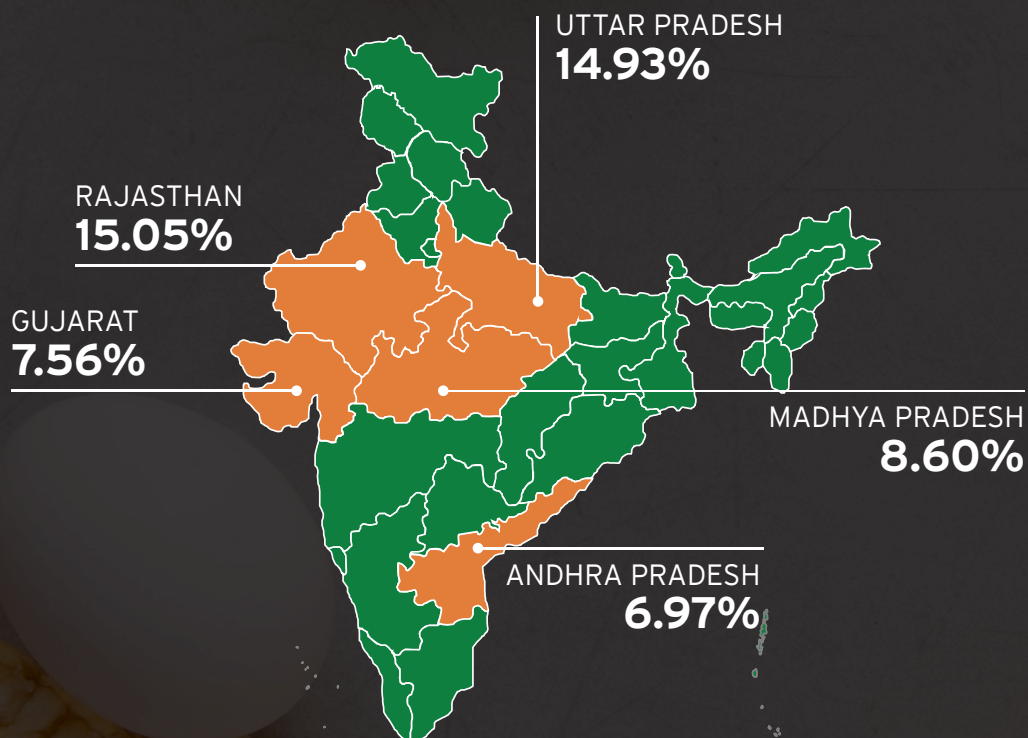 UTTAR PRADESH
14.93%
RAJASTHAN
15.05%
GUJARAT
7.56%
MADHYA PRADESH
8.60%
ANDHRA PRADESH
6.97%